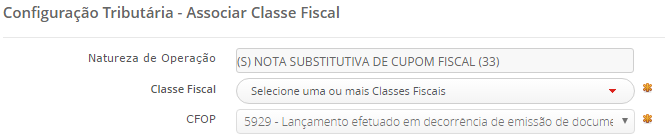 Configuração Tributária - Associar Classe Fiscal
Natureza de Operação
(S) NOTA SUBSTITUTIVA DE CUPOM FISCAL (33)
Classe Fiscal
Selecione uma ou mais Classes Fiscais
CFOP
5929 - Lançamento efetuado em decorrência de emissão de docume